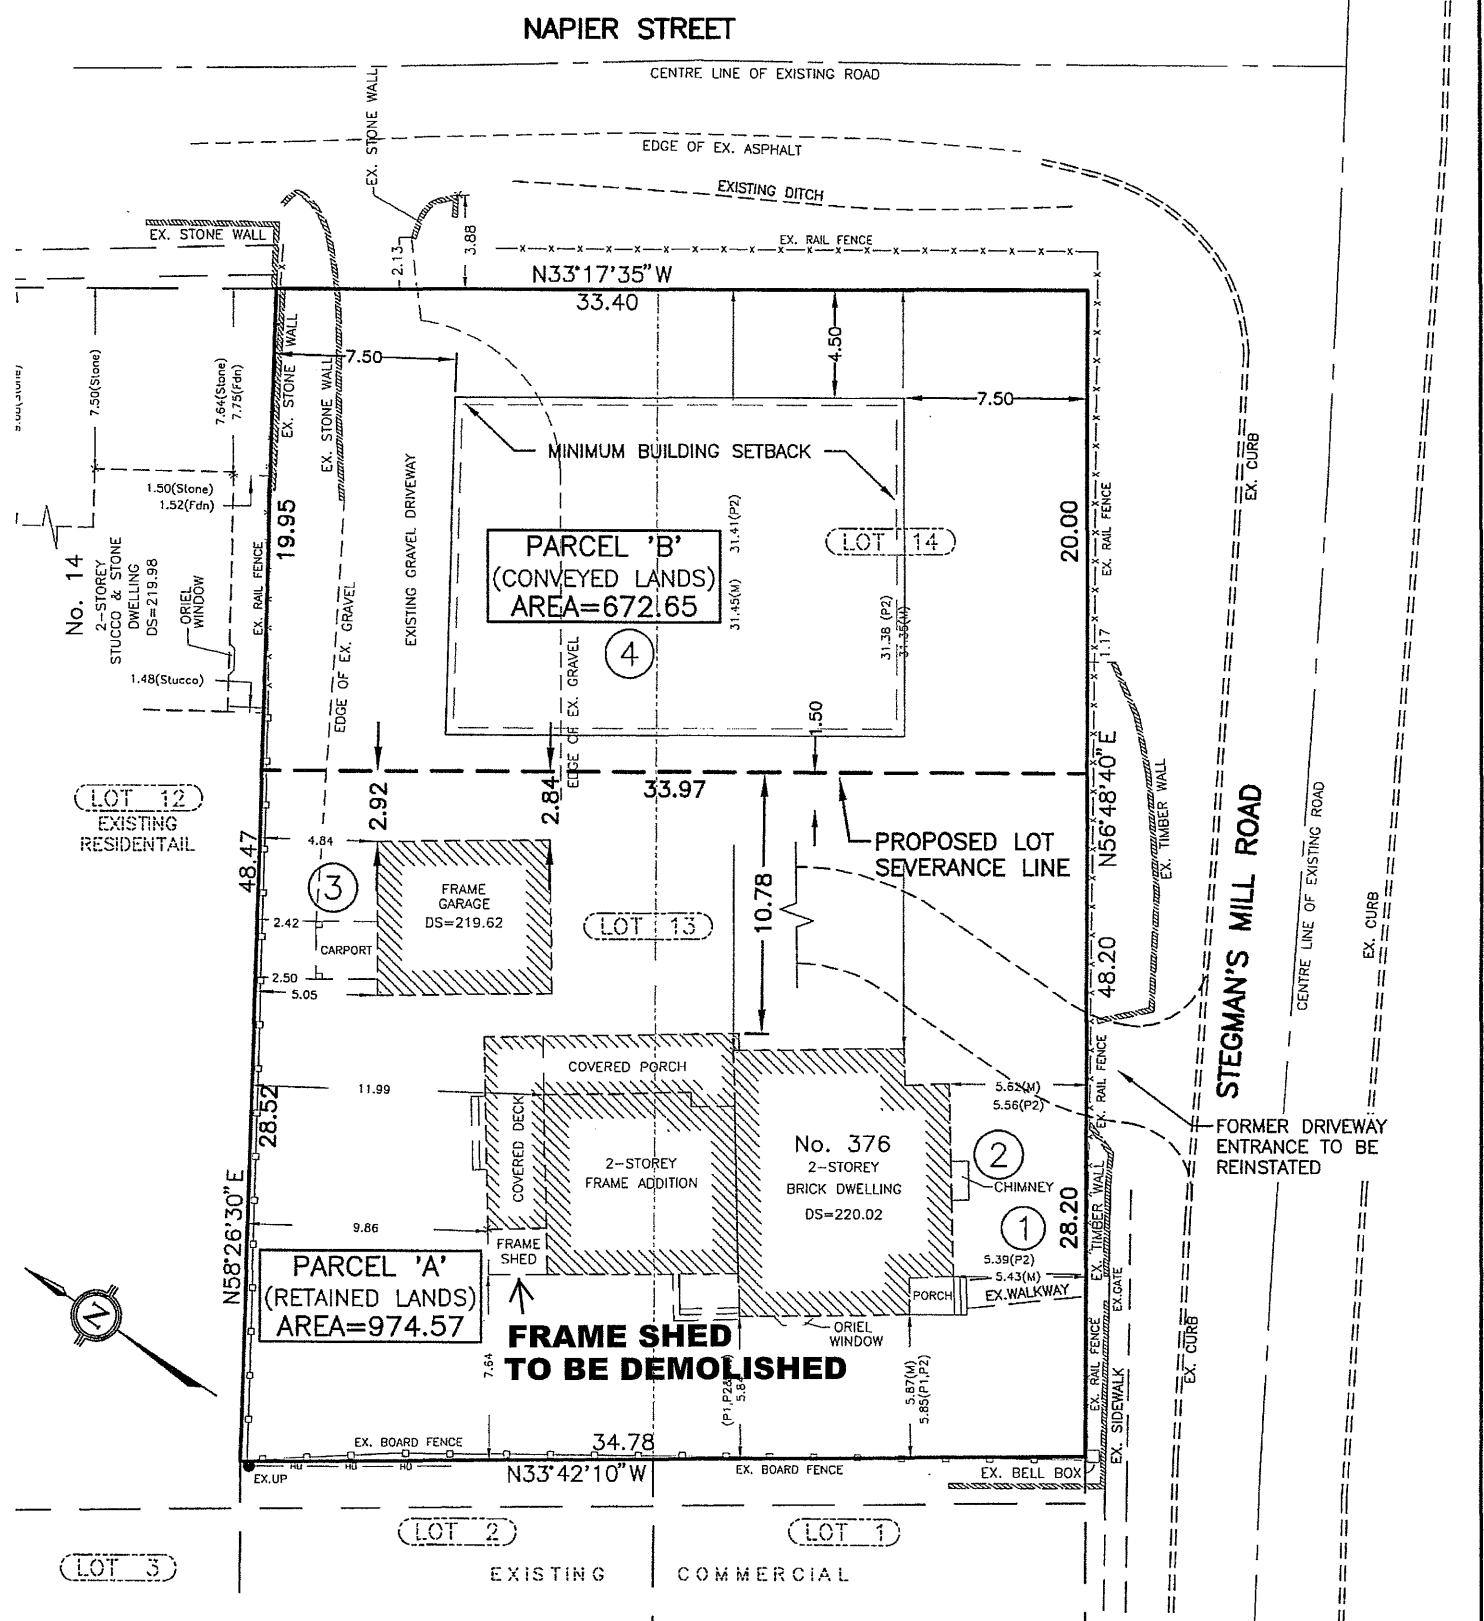 NAPIER STREET
CENTRE LINE OF EXISTING ROAD
EX. STONE WALL
EDGE OF EX. ASPHALT
EXISTING DITCH
EX. STONE WALL
EX. RAIL FENCE
2.13
3.88
N33°17'35"W
33.40
7.50
4.50
7.50
7.50(Stone)
7.64(Stone)
7.75(Fdn)
EX. STONE WALL
EX. STONE WALL
MINIMUM BUILDING SETBACK
EX. CURB
1.50(Stone)
1.52(Fdn)
19.95
EXISTING GRAVEL DRIVEWAY
31.41(P2)
31.45(M)
PARCEL 'B'
(CONVEYED LANDS)
AREA=672.65
4
LOT 14
20.00
EX. RAIL FENCE
No. 14
2-STOREY
STUCCO & STONE
DWELLING
DS=219.98
ORIEL
WINDOW
EX. RAIL FENCE
EDGE OF EX. GRAVEL
EDGE OF EX. GRAVEL
31.38 (P2)
1.17
1.48(Stucco)
1.50
N56°48'40"E
EX. TIMBER WALL
2.92
2.84
33.97
LOT 12
EXISTING
RESIDENTAIL
48.47
4.84
3
FRAME
GARAGE
DS=219.62
2.42
CARPORT
2.50
5.05
LOT 13
10.78
PROPOSED LOT
SEVERANCE LINE
48.20
STEGMAN'S MILL ROAD
CENTRE LINE OF EXISTING ROAD
EX. CURB
COVERED PORCH
11.99
28.52
COVERED DECK
2-STOREY
FRAME ADDITION
No. 376
2-STOREY
BRICK DWELLING
DS=220.02
5.62(M)
5.56(P2)
2
CHIMNEY
EX. RAIL FENCE
FORMER DRIVEWAY
ENTRANCE TO BE
REINSTATED
N58°26'30"E
9.86
FRAME
SHED
1
28.20
EX. TIMBER WALL
5.39(P2)
5.43(M)
EX.WALKWAY
EX.GATE
PORCH
PARCEL 'A'
(RETAINED LANDS)
AREA=974.57
N
FRAME SHED
TO BE DEMOLISHED
ORIEL
WINDOW
7.64
5.87(M)
5.85(P1,P2)
EX. RAIL FENCE
EX. SIDEWALK
EX. CURB
EX. BOARD FENCE
34.78
N33°42'10"W
EX. BOARD FENCE
EX. BELL BOX
EX.UP
LOT 2
LOT 1
LOT 3
EXISTING COMMERCIAL